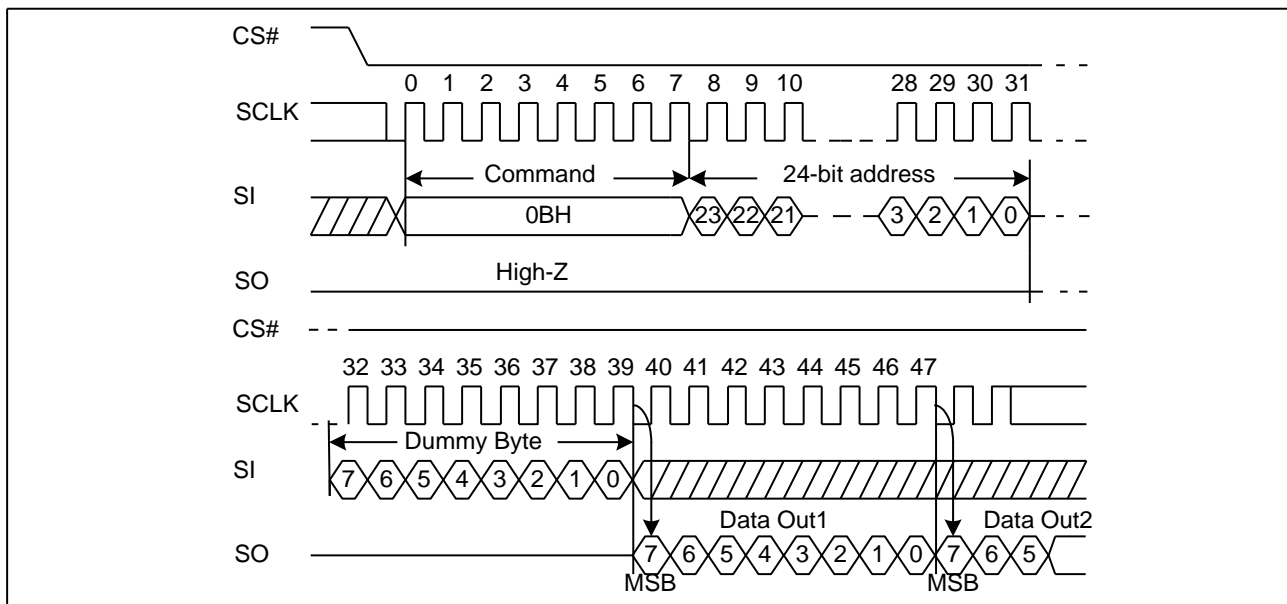 CS#
0 1 2 3 4 5 6 7 8 9 10 28 29 30 31
SCLK
Command 24-bit address
SI
0BH 23 22 21 3 2 1 0
High-Z
SO
CS#
32 33 34 35 36 37 38 39 40 41 42 43 44 45 46 47
SCLK
Dummy Byte
SI
7 6 5 4 3 2 1 0
Data Out1 Data Out2
SO
7 6 5 4 3 2 1 0 7 6 5
MSB MSB